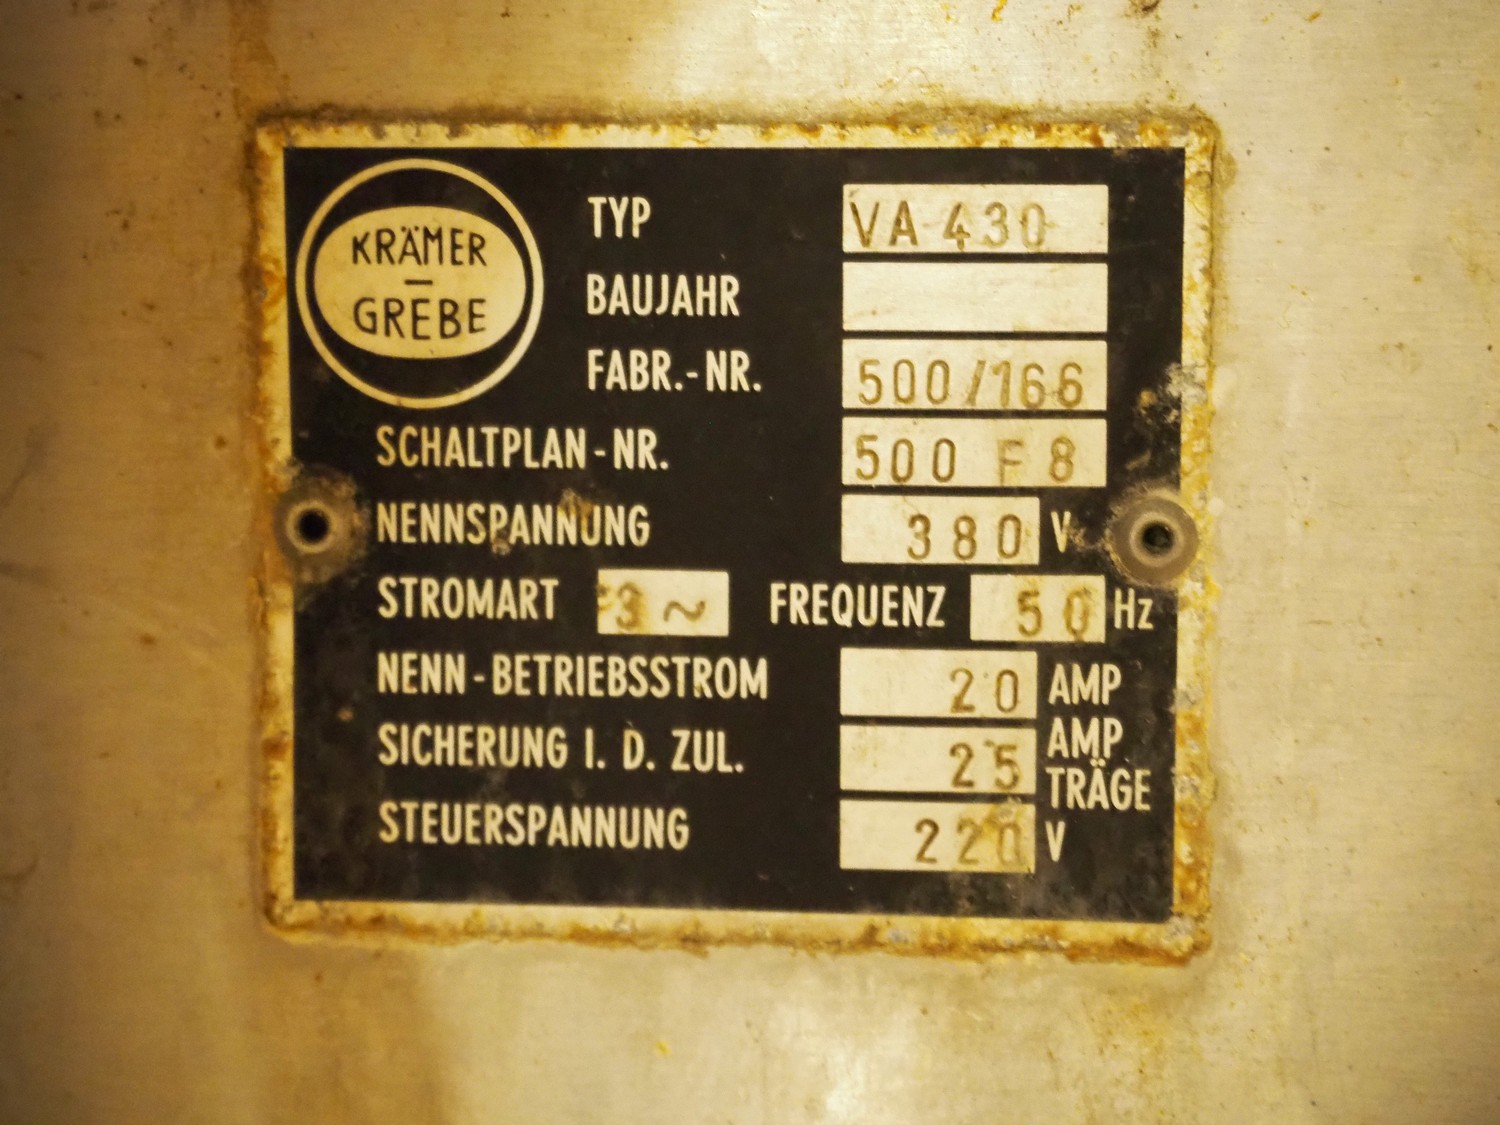 KRÄMER
–
GREBE
TYP VA 430
BAUJAHR
FABR.-NR. 500/166
SCHALTPLAN-NR. 500 F 8
NENNSPANNUNG 380 V
STROMART 3 ~ FREQUENZ 50 Hz
NENN-BETRIEBSSTROM 20 AMP
SICHERUNG I. D. ZUL. 25 AMP
TRÄGE
STEUERSPANNUNG 220 V